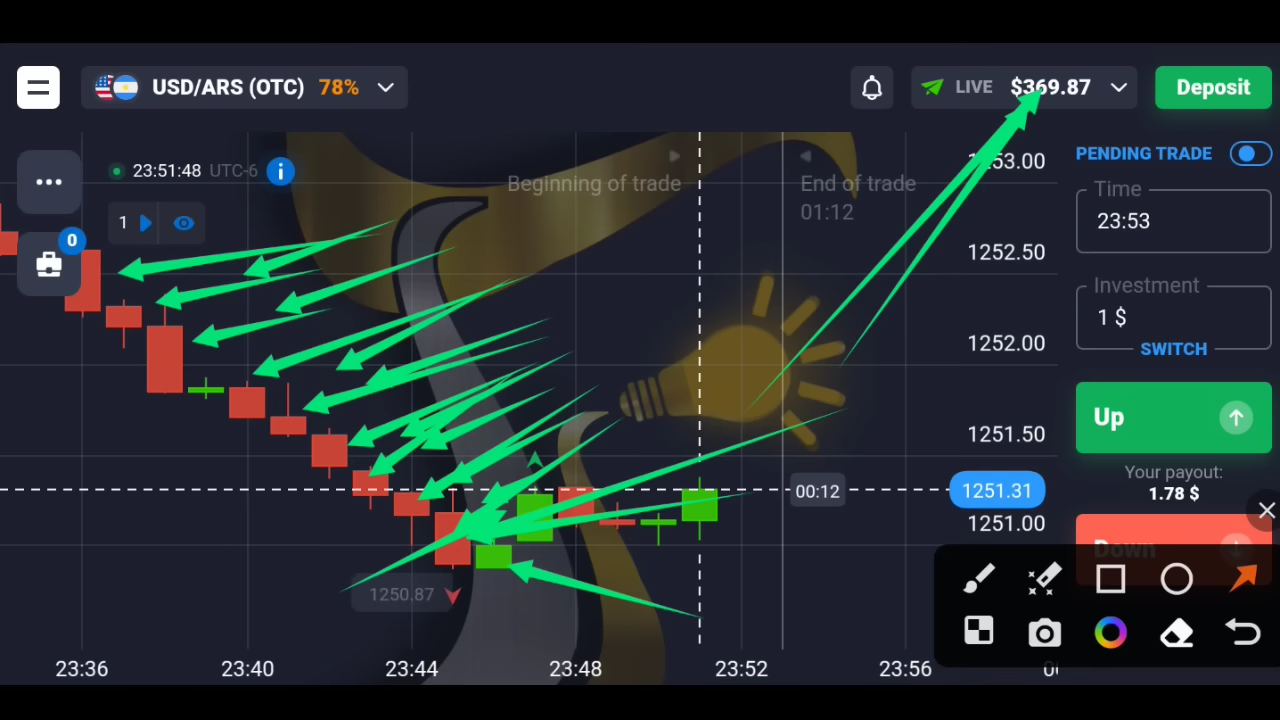 USD/ARS (OTC) 78%
LIVE $369.87
Deposit
23:51:48 UTC-6
1
0
Beginning of trade
End of trade
01:12
PENDING TRADE
Time
23:53
Investment
1 $
SWITCH
Up
Your payout:
1.78 $
Down
1252.50
1252.00
1251.50
00:12
1251.31
1251.00
1250.87
23:36
23:40
23:44
23:48
23:52
23:56